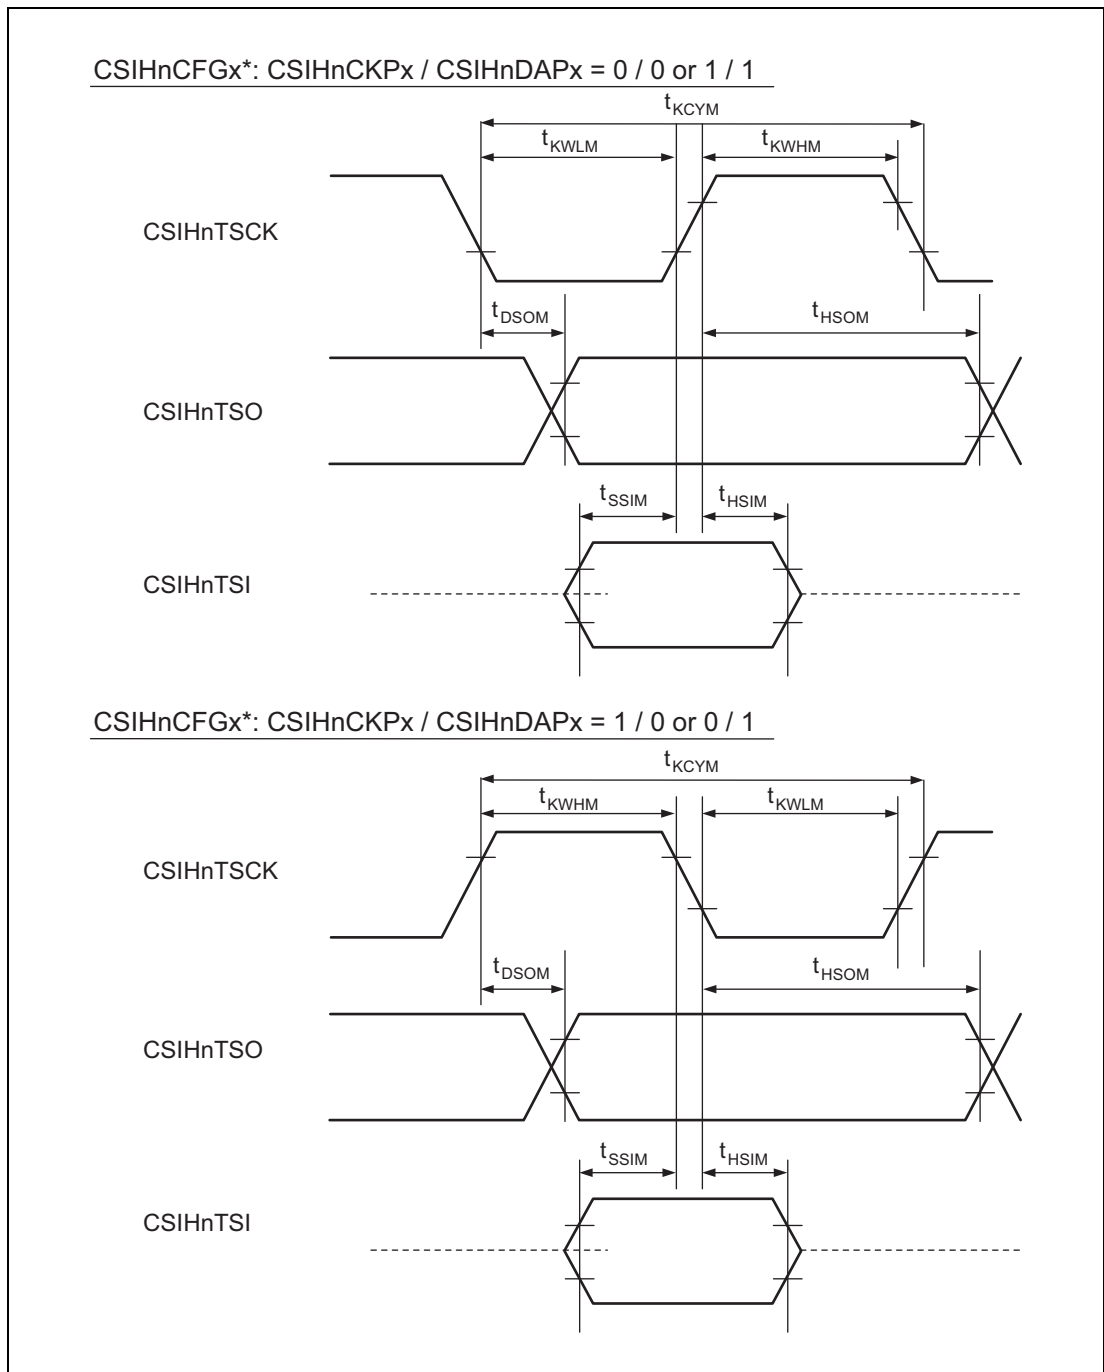 CSIHnCFGx*: CSIHnCKPx / CSIHnDAPx = 0 / 0 or 1 / 1
tKCYM
tKWLM
tKWHM
CSIHnTSCK
tDSOM
tHSOM
CSIHnTSO
tSSIM
tHSIM
CSIHnTSI
CSIHnCFGx*: CSIHnCKPx / CSIHnDAPx = 1 / 0 or 0 / 1
tKCYM
tKWHM
tKWLM
CSIHnTSCK
tDSOM
tHSOM
CSIHnTSO
tSSIM
tHSIM
CSIHnTSI